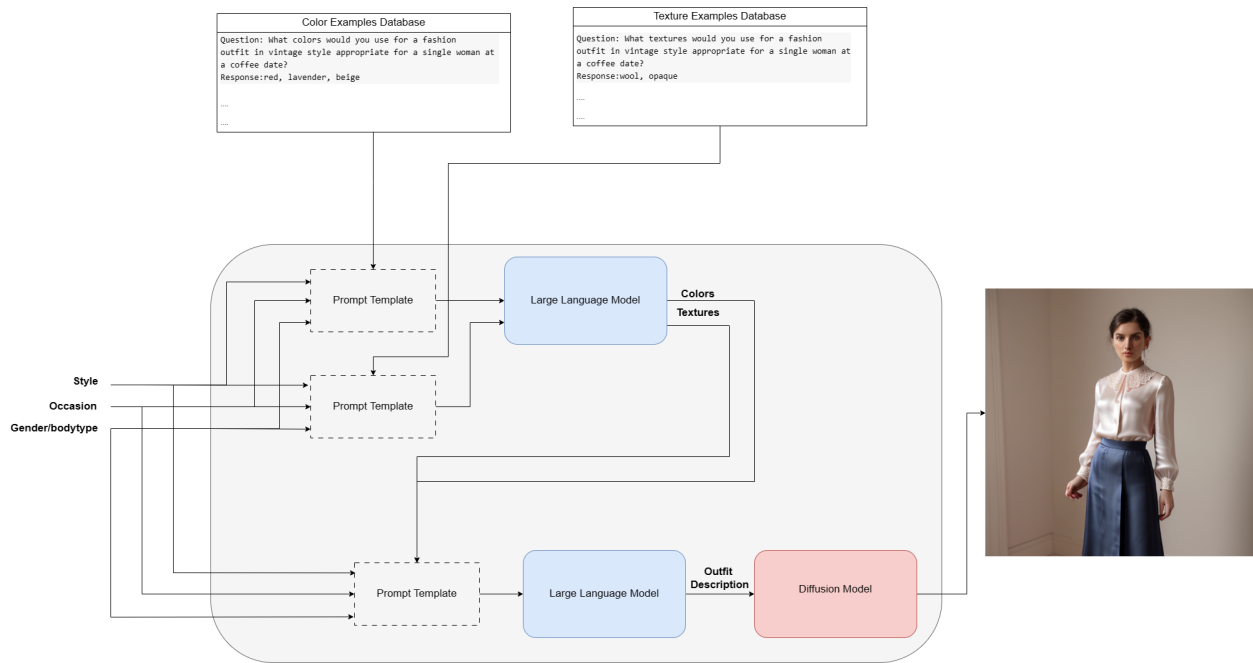 Color Examples Database
Question: What colors would you use for a fashion
outfit in vintage style appropriate for a single woman at
a coffee date?
Response:red, lavender, beige
....
....
Texture Examples Database
Question: What textures would you use for a fashion
outfit in vintage style appropriate for a single woman at
a coffee date?
Response:wool, opaque
....
....
Prompt Template
Large Language Model
Colors
Textures
Style
Occasion
Gender/bodytype
Prompt Template
Prompt Template
Large Language Model
Outfit
Description
Diffusion Model